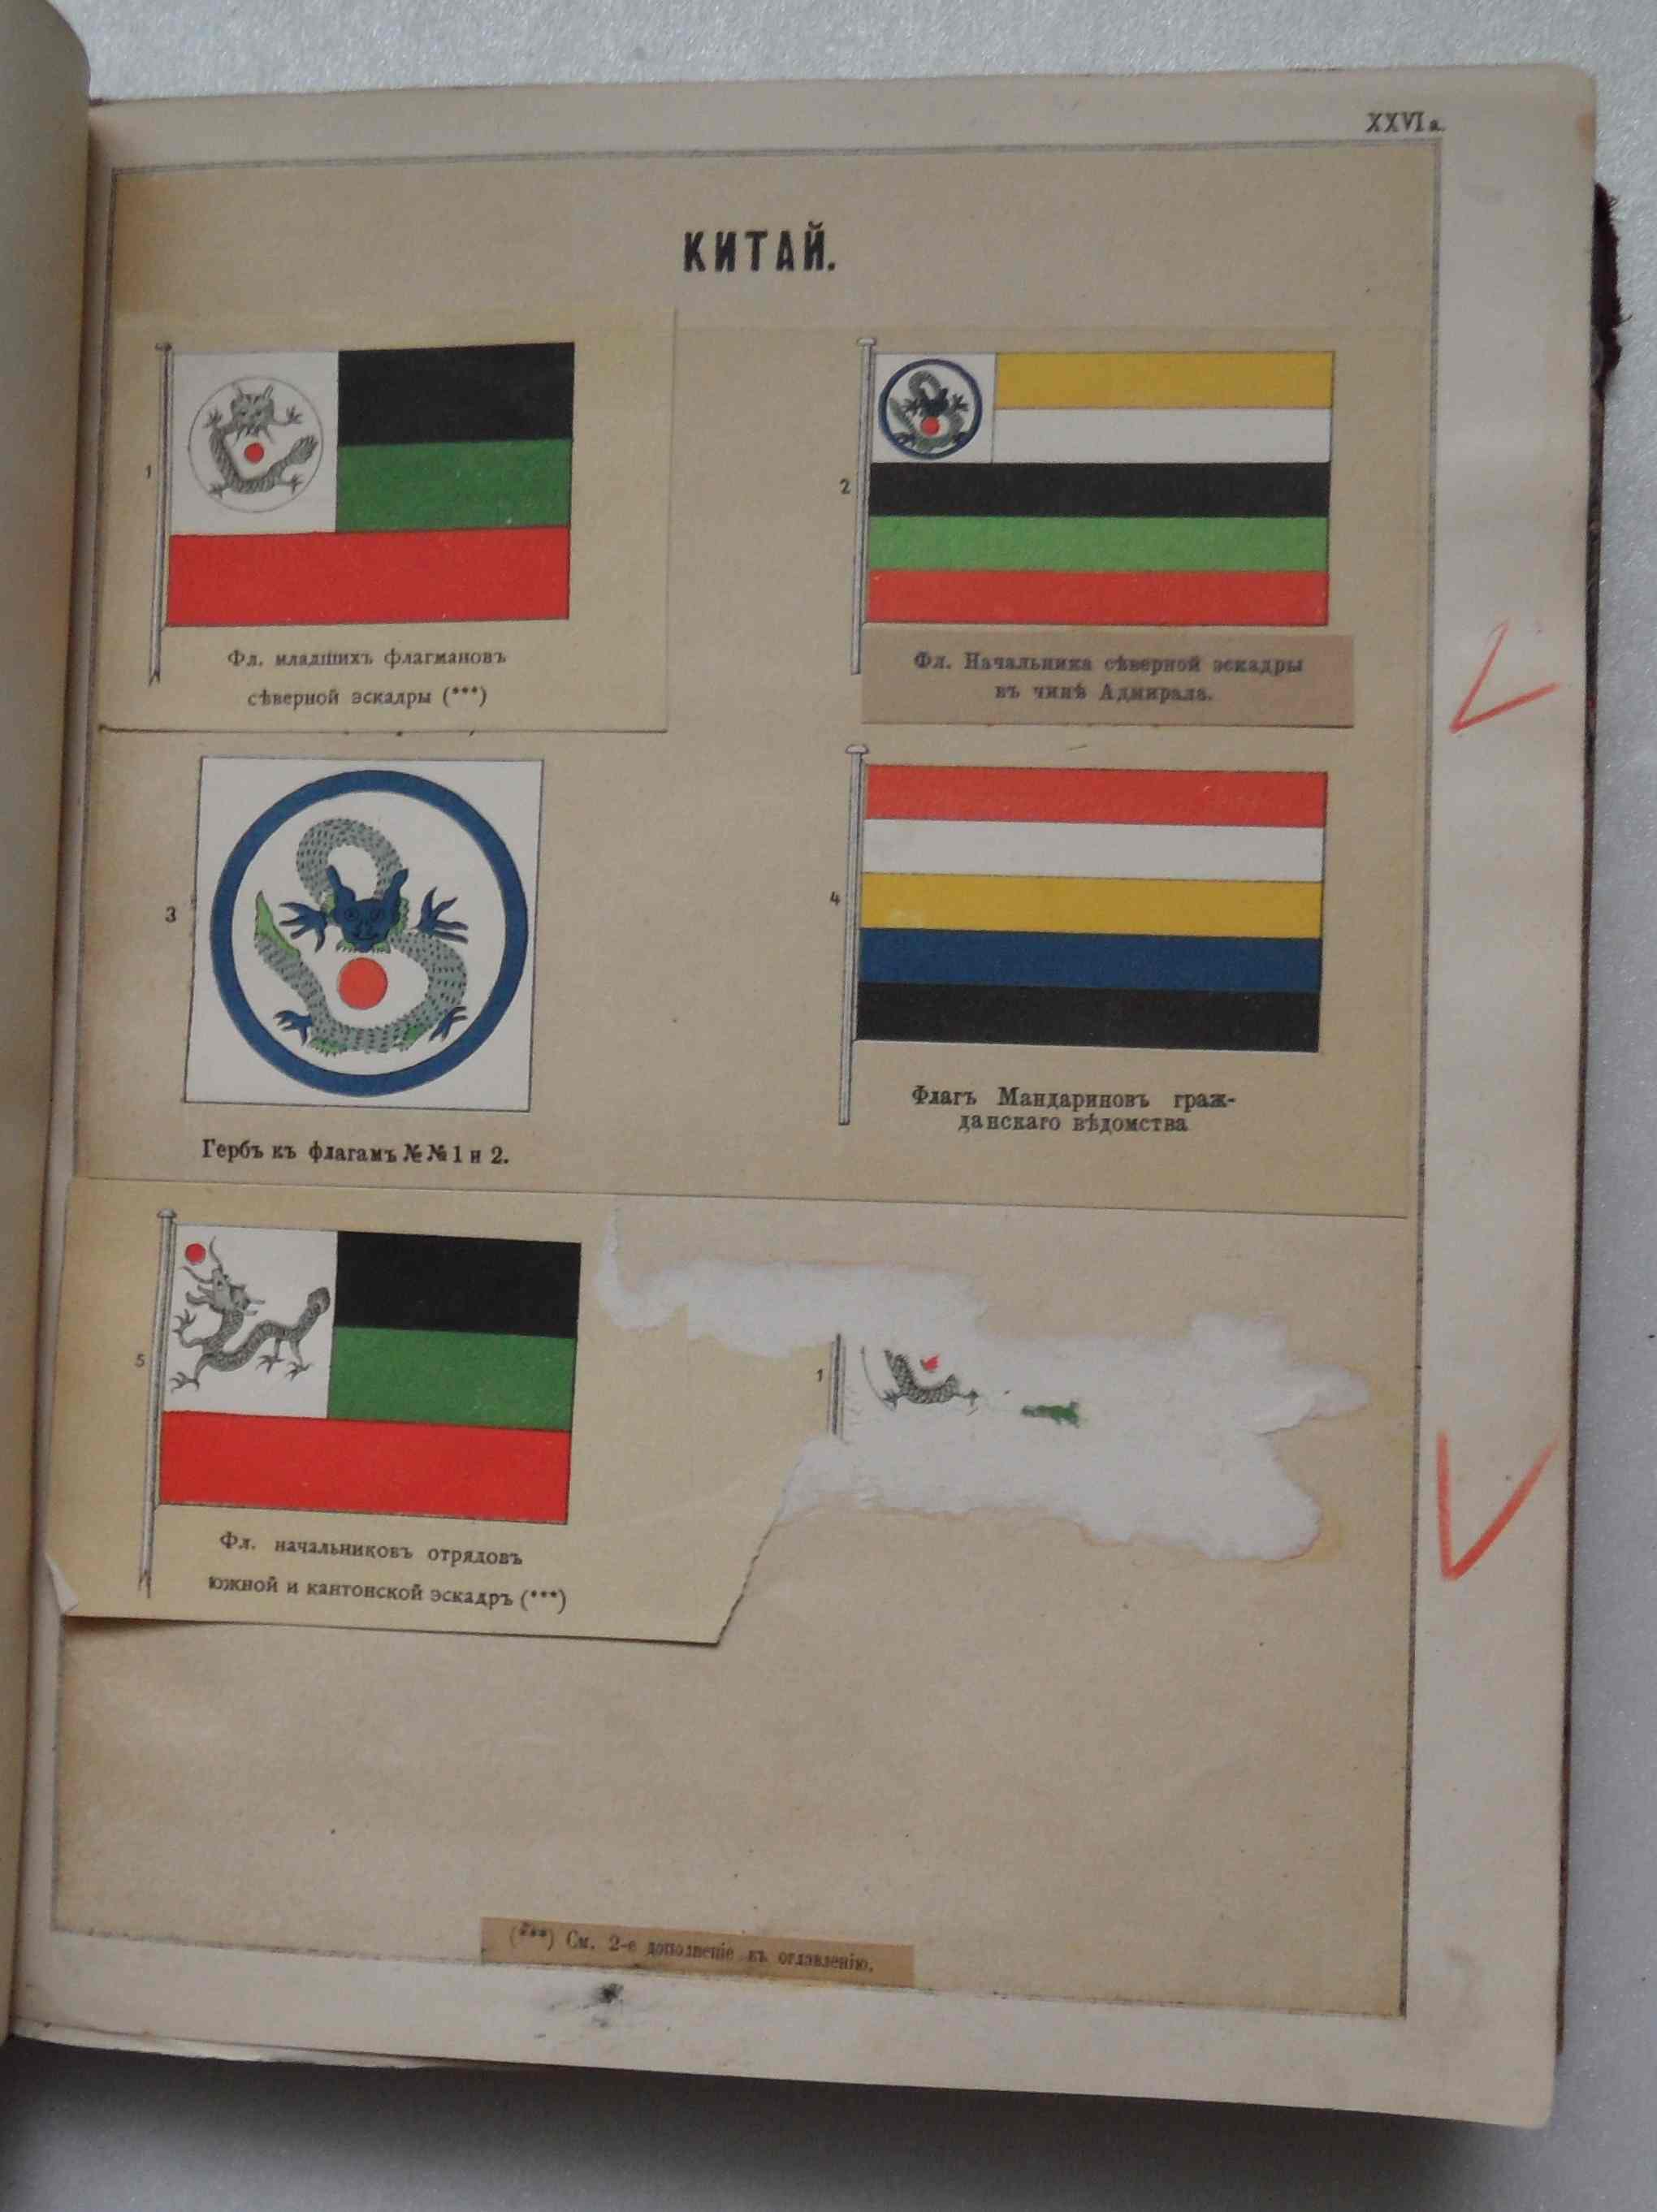 XXVI a.
КИТАЙ.
1
Фл. младшихъ флагмановъ
сѣверной эскадры (***)
2
Фл. Начальника сѣверной эскадры
въ чинѣ Адмирала.
3
Гербъ къ флагамъ №№ 1 и 2.
4
Флагъ Мандариновъ граж-
данскаго вѣдомства
5
Фл. начальниковъ отрядовъ
южной и кантонской эскадръ (***)
1
(***) См. 2-е дополненіе къ оглавленію.